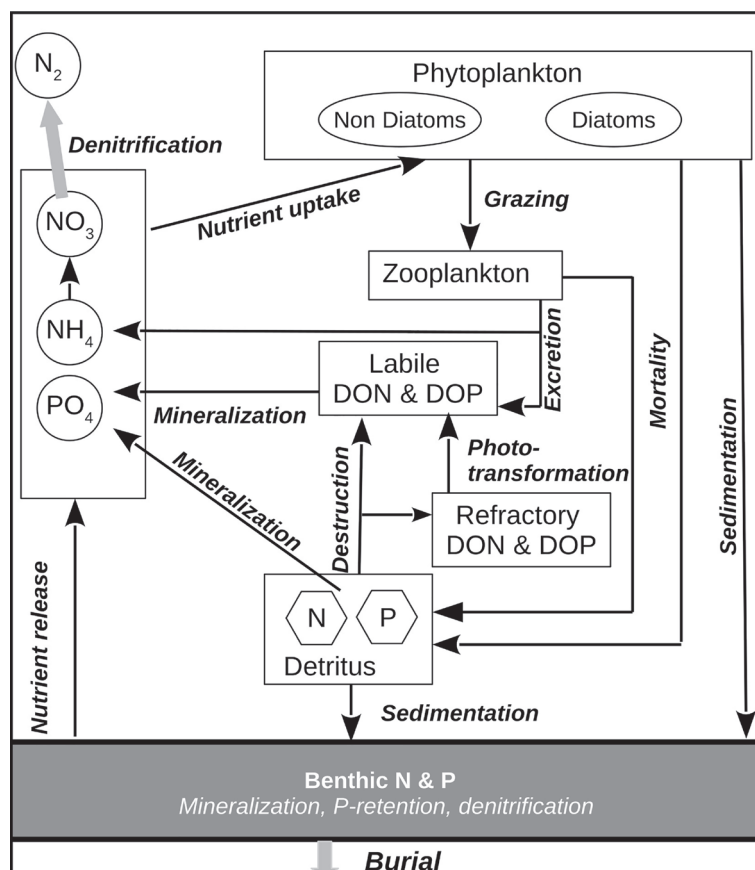 N2
Phytoplankton
Non Diatoms
Diatoms
Denitrification
NO3
Nutrient uptake
Grazing
Zooplankton
NH4
Excretion
Mortality
Labile
DON & DOP
PO4
Mineralization
Sedimentation
Mineralization
Destruction
Photo-
transformation
Refractory
DON & DOP
Nutrient release
N
P
Detritus
Sedimentation
Benthic N & P
Mineralization, P-retention, denitrification
Burial